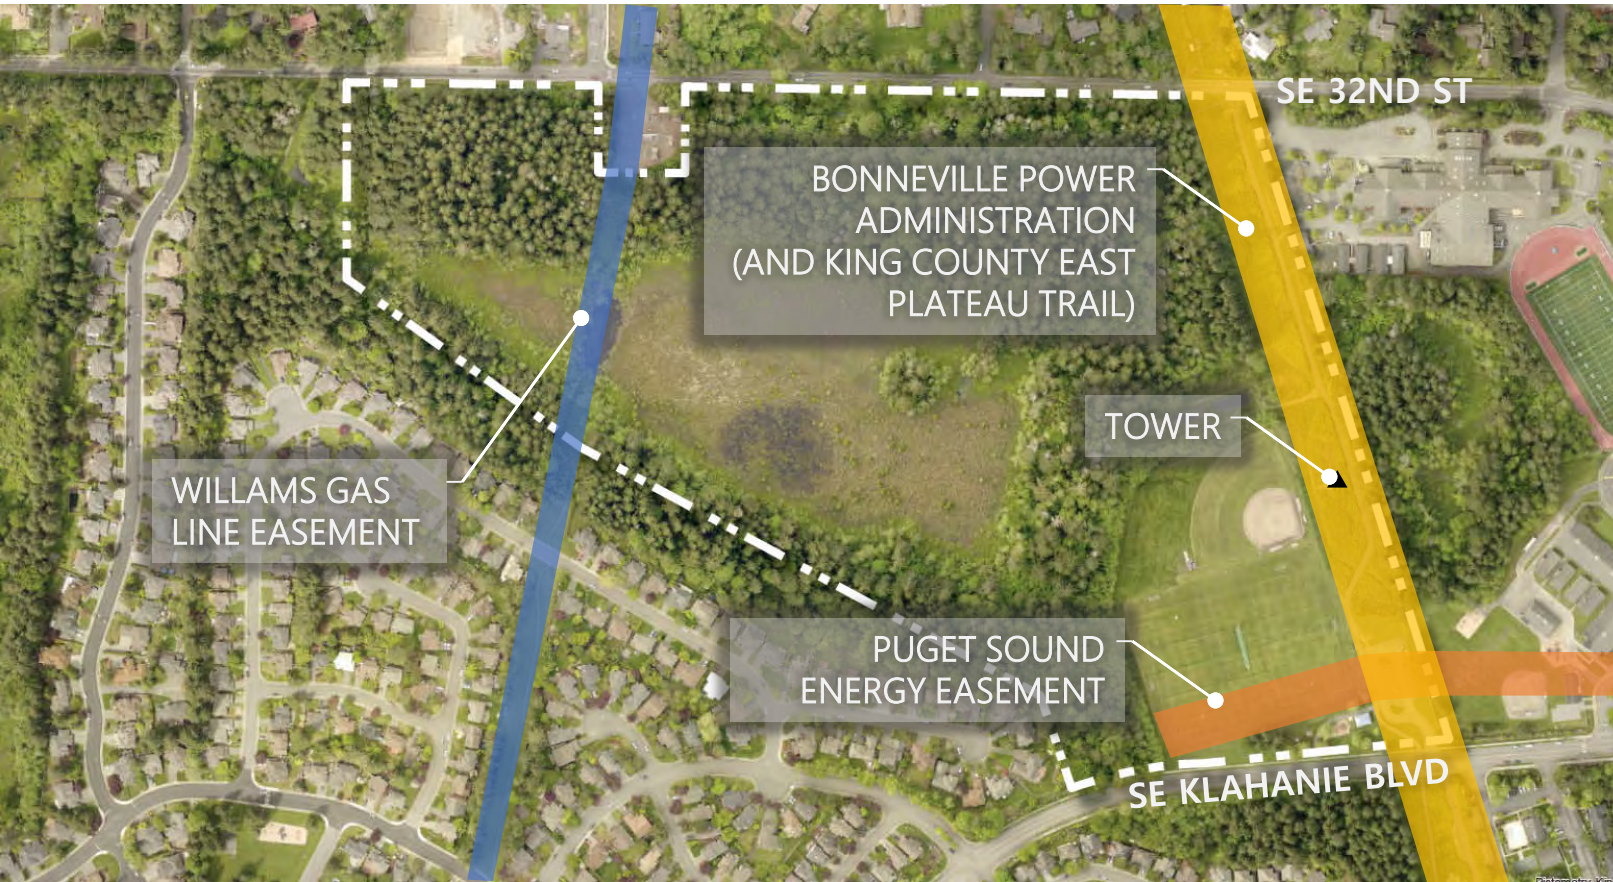 SE 32ND ST
BONNEVILLE POWER
ADMINISTRATION
(AND KING COUNTY EAST
PLATEAU TRAIL)
TOWER
WILLAMS GAS
LINE EASEMENT
PUGET SOUND
ENERGY EASEMENT
SE KLAHANIE BLVD